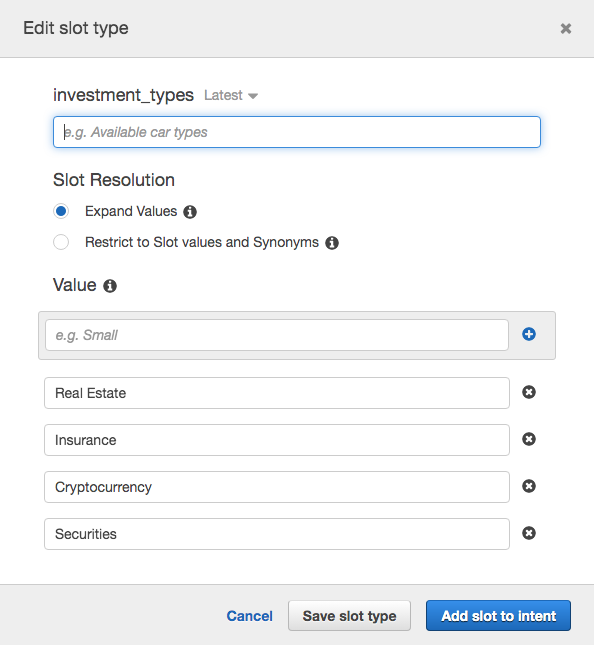 Edit slot type
investment_types Latest
e.g. Available car types
Slot Resolution
Expand Values
Restrict to Slot values and Synonyms
Value
e.g. Small
Real Estate
Insurance
Cryptocurrency
Securities
Cancel Save slot type Add slot to intent